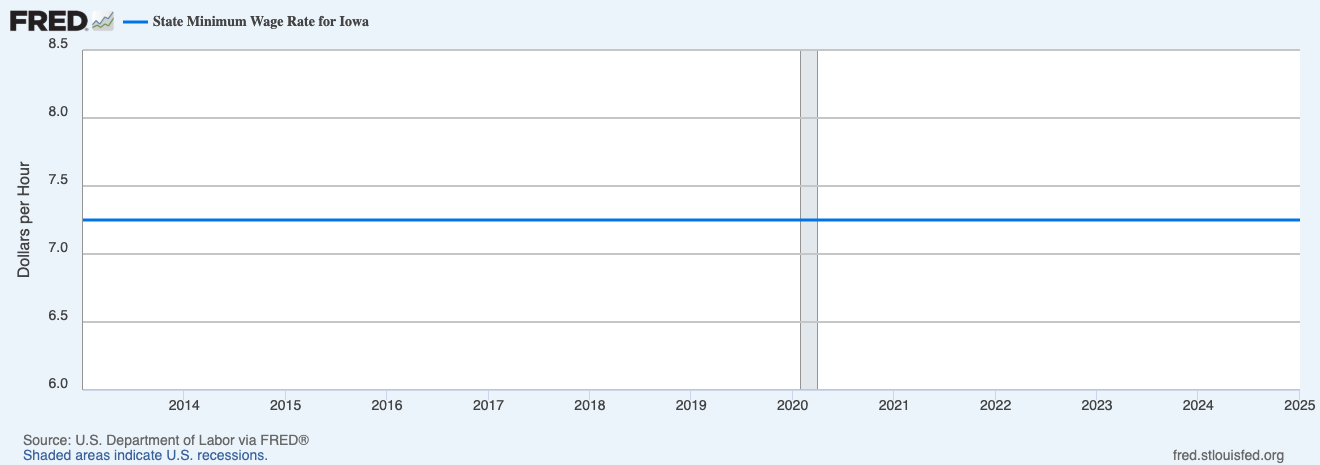 FRED State Minimum Wage Rate for Iowa
8.5
8.0
7.5
7.0
6.5
6.0
Dollars per Hour
2014 2015 2016 2017 2018 2019 2020 2021 2022 2023 2024 2025
Source: U.S. Department of Labor via FRED®
Shaded areas indicate U.S. recessions.
fred.stlouisfed.org